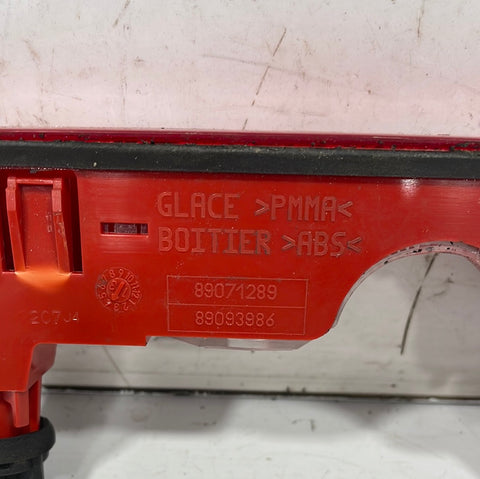 GLACE >PMMA<
BOITIER >ABS<
89071289
89093986
207J4